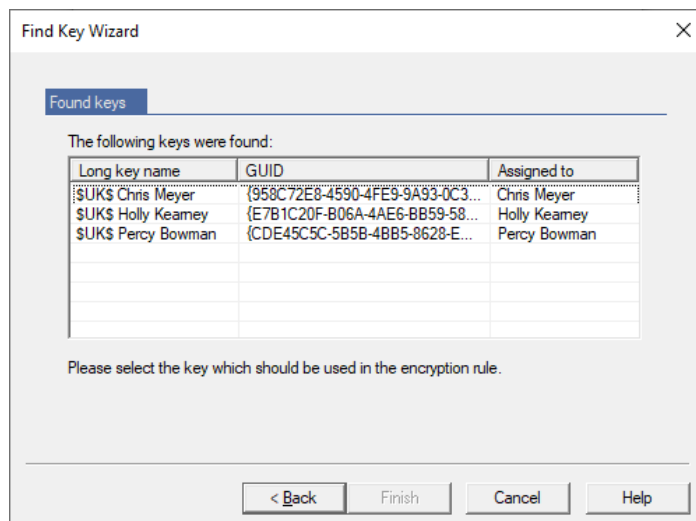 Find Key Wizard
Found keys
The following keys were found:
Long key name GUID Assigned to
$UK$ Chris Meyer {958C72E8-4590-4FE9-9A93-0C3... Chris Meyer
$UK$ Holly Kearney {E7B1C20F-B06A-4AE6-BB59-58... Holly Kearney
$UK$ Percy Bowman {CDE45C5C-5B5B-4BB5-8628-E... Percy Bowman
Please select the key which should be used in the encryption rule.
< Back Finish Cancel Help